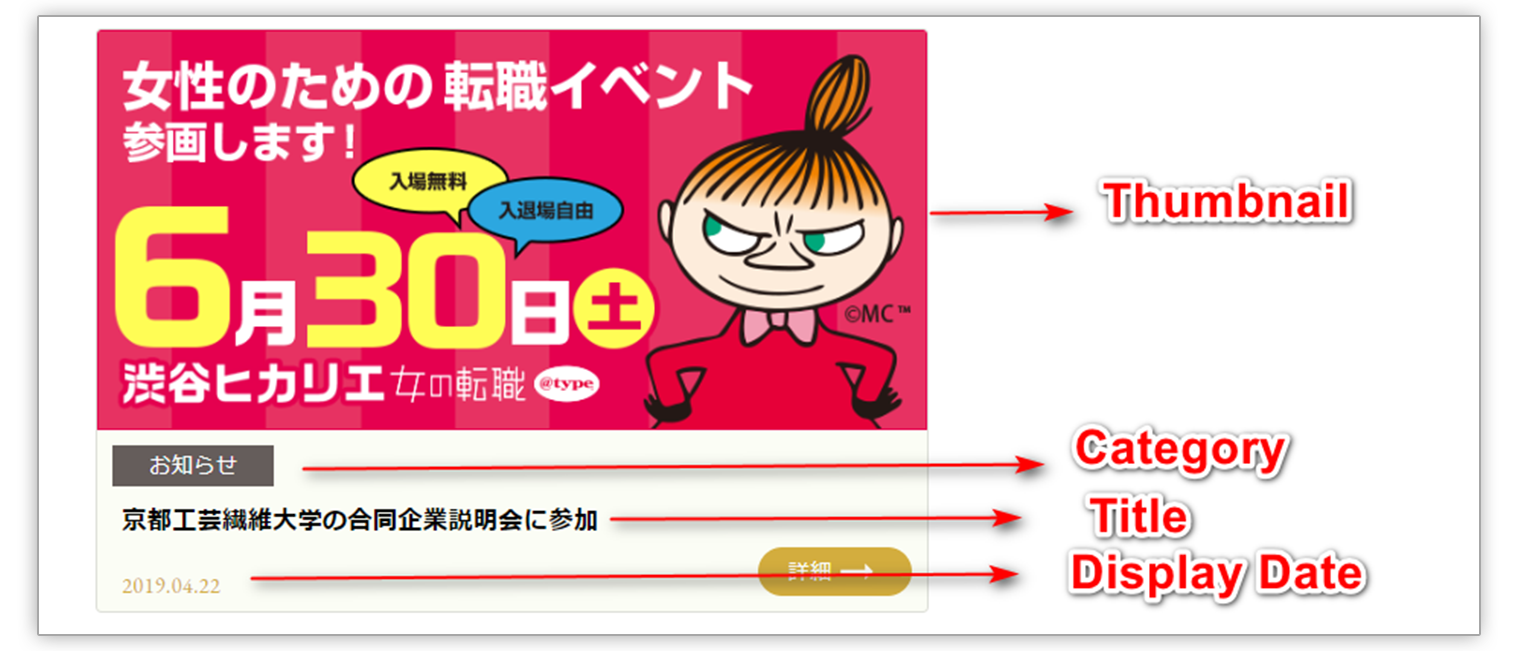 女性のための 転職イベント
参画します!
入場無料
入退場自由
6月30日土
©MC™
渋谷ヒカリエ 女の転職 @type
Thumbnail
お知らせ
Category
京都工芸繊維大学の合同企業説明会に参加
Title
詳細 →
2019.04.22
Display Date